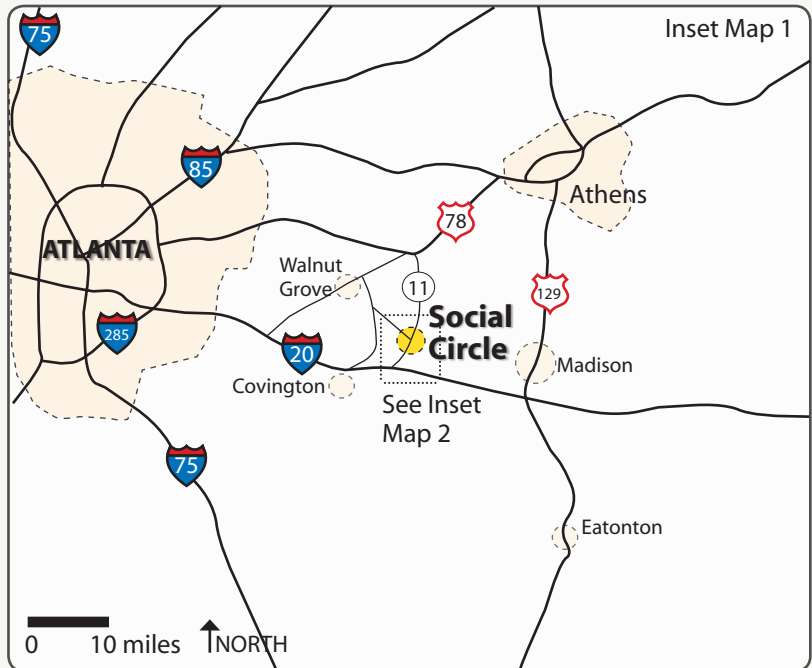 75
Inset Map 1
85
Athens
78
ATLANTA
Walnut
Grove
11
129
Social
Circle
285
20
Madison
Covington
See Inset
Map 2
75
Eatonton
0 10 miles
NORTH